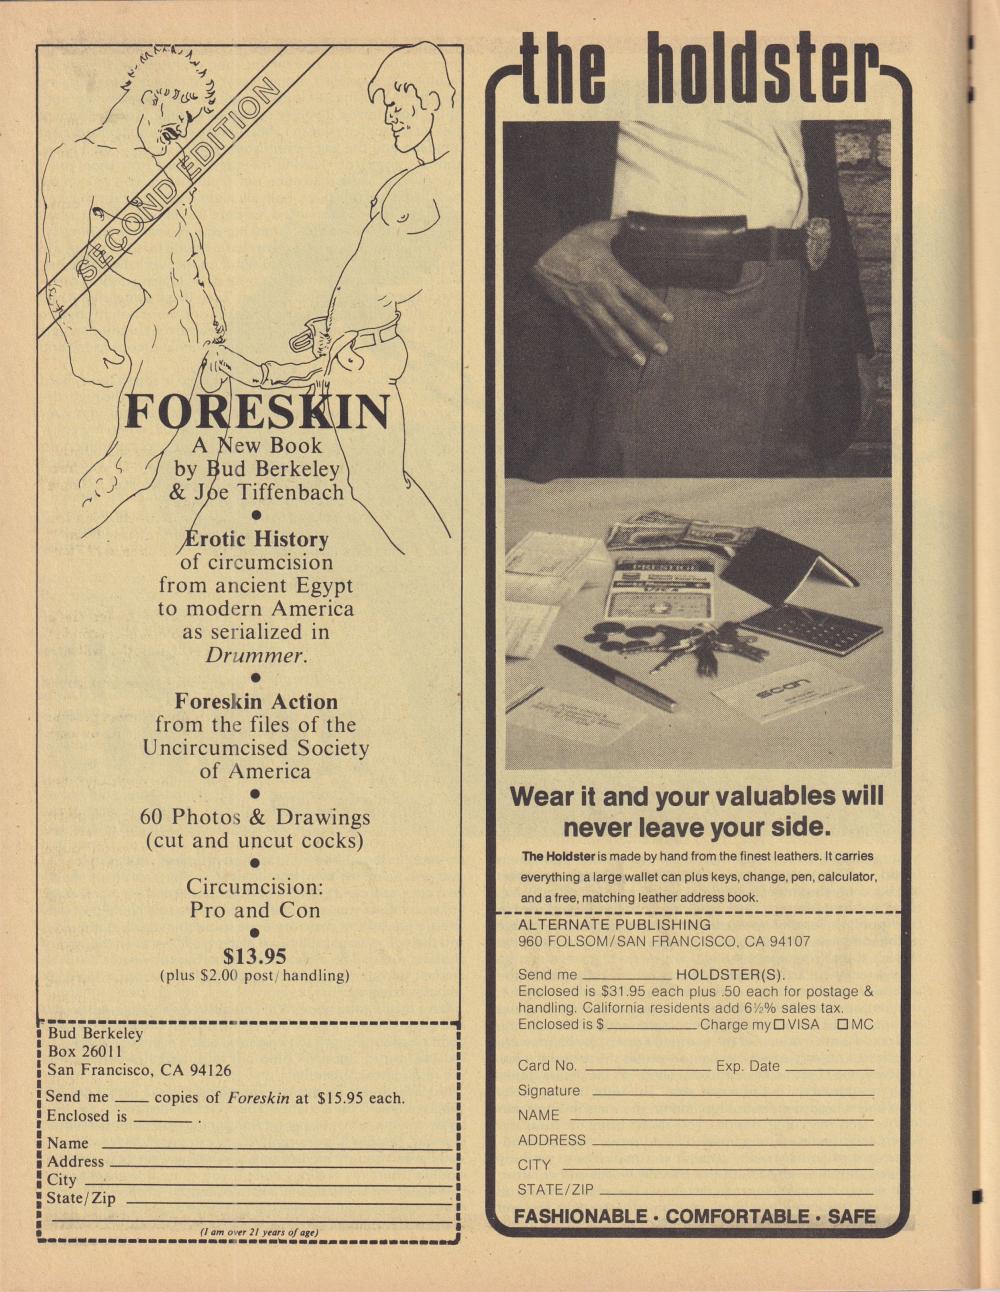 SECOND EDITION
FORESKIN
A New Book
by Bud Berkeley
& Joe Tiffenbach
•
Erotic History
of circumcision
from ancient Egypt
to modern America
as serialized in
Drummer.
•
Foreskin Action
from the files of the
Uncircumcised Society
of America
•
60 Photos & Drawings
(cut and uncut cocks)
•
Circumcision:
Pro and Con
•
$13.95
(plus $2.00 post/handling)
Bud Berkeley
Box 26011
San Francisco, CA 94126
Send me ____ copies of Foreskin at $15.95 each.
Enclosed is ______ .
Name
Address
City
State/Zip
(I am over 21 years of age)
the holdster
PRESTIGE
scan
Wear it and your valuables will
never leave your side.
The Holdster is made by hand from the finest leathers. It carries
everything a large wallet can plus keys, change, pen, calculator,
and a free, matching leather address book.
ALTERNATE PUBLISHING
960 FOLSOM/SAN FRANCISCO, CA 94107
Send me __________ HOLDSTER(S).
Enclosed is $31.95 each plus .50 each for postage &
handling. California residents add 6½% sales tax.
Enclosed is $__________ Charge my □ VISA □ MC
Card No. ______________ Exp. Date __________
Signature
NAME
ADDRESS
CITY
STATE/ZIP
FASHIONABLE • COMFORTABLE • SAFE